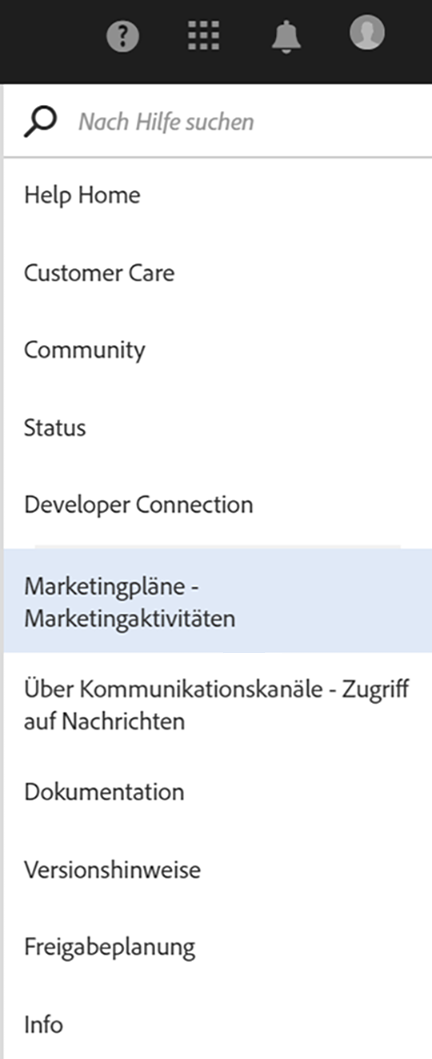 ?
Nach Hilfe suchen
Help Home
Customer Care
Community
Status
Developer Connection
Marketingpläne -
Marketingaktivitäten
Über Kommunikationskanäle - Zugriff
auf Nachrichten
Dokumentation
Versionshinweise
Freigabeplanung
Info